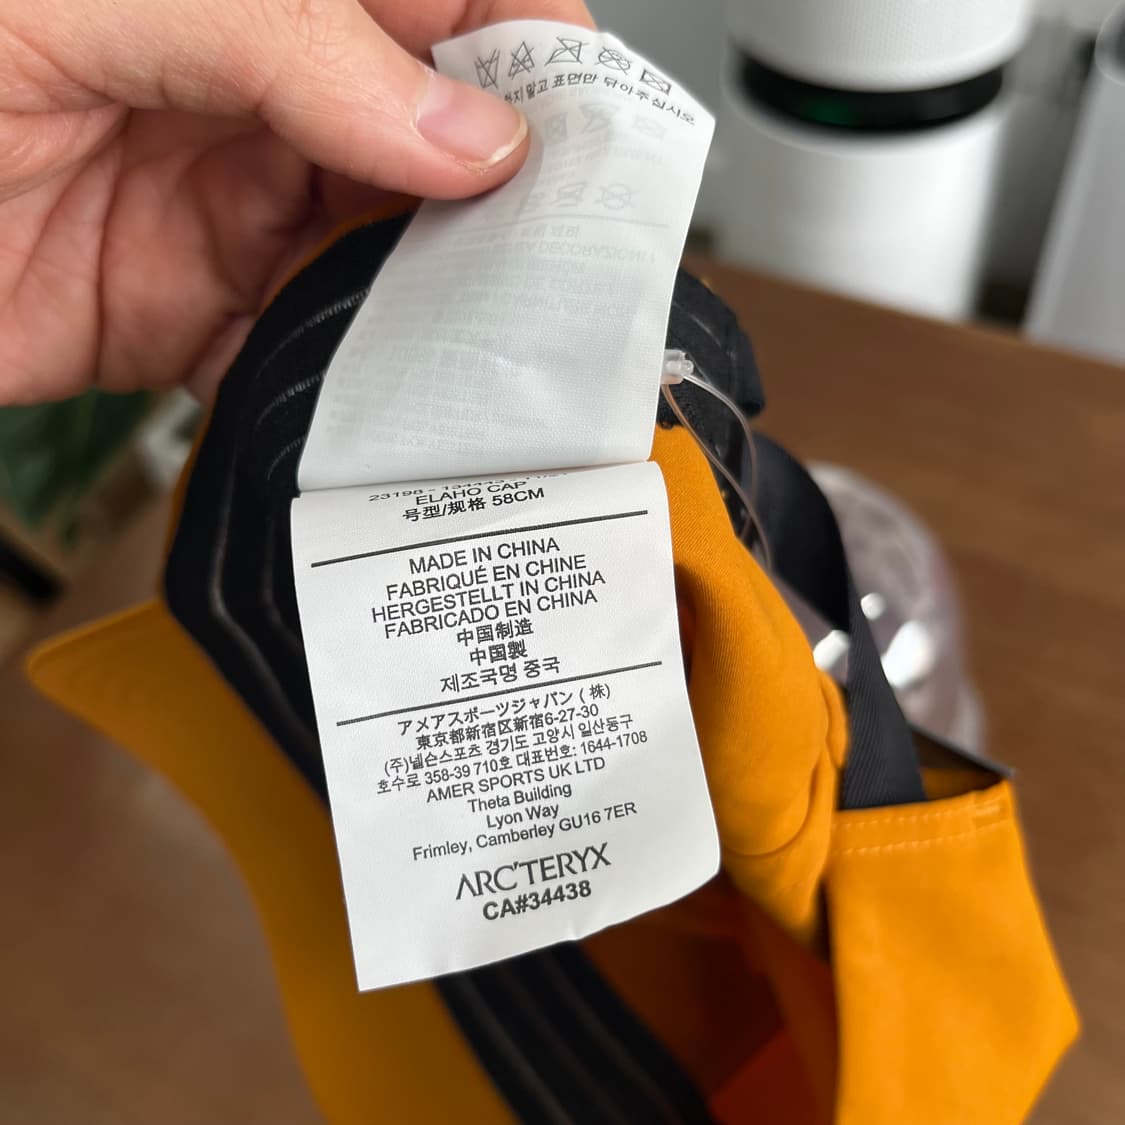 지 말고 표면만 닦아주십시오
ELAHO CAP
号型/规格 58CM
MADE IN CHINA
FABRIQUÉ EN CHINE
HERGESTELLT IN CHINA
FABRICADO EN CHINA
中国制造
中国製
제조국명 중국
アメアスポーツジャパン ( 株)
東京都新宿区新宿6-27-30
(주)넬슨스포츠 경기도 고양시 일산동구
호수로 358-39 710호 대표번호: 1644-1708
AMER SPORTS UK LTD
Theta Building
Lyon Way
Frimley, Camberley GU16 7ER
ARC'TERYX
CA#34438